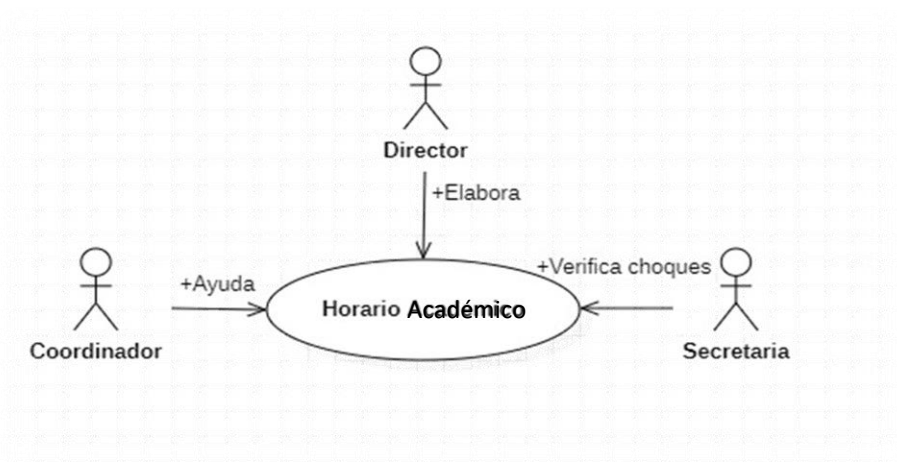 Director
+Elabora
+Verifica choques
+Ayuda
Horario Académico
Coordinador
Secretaria